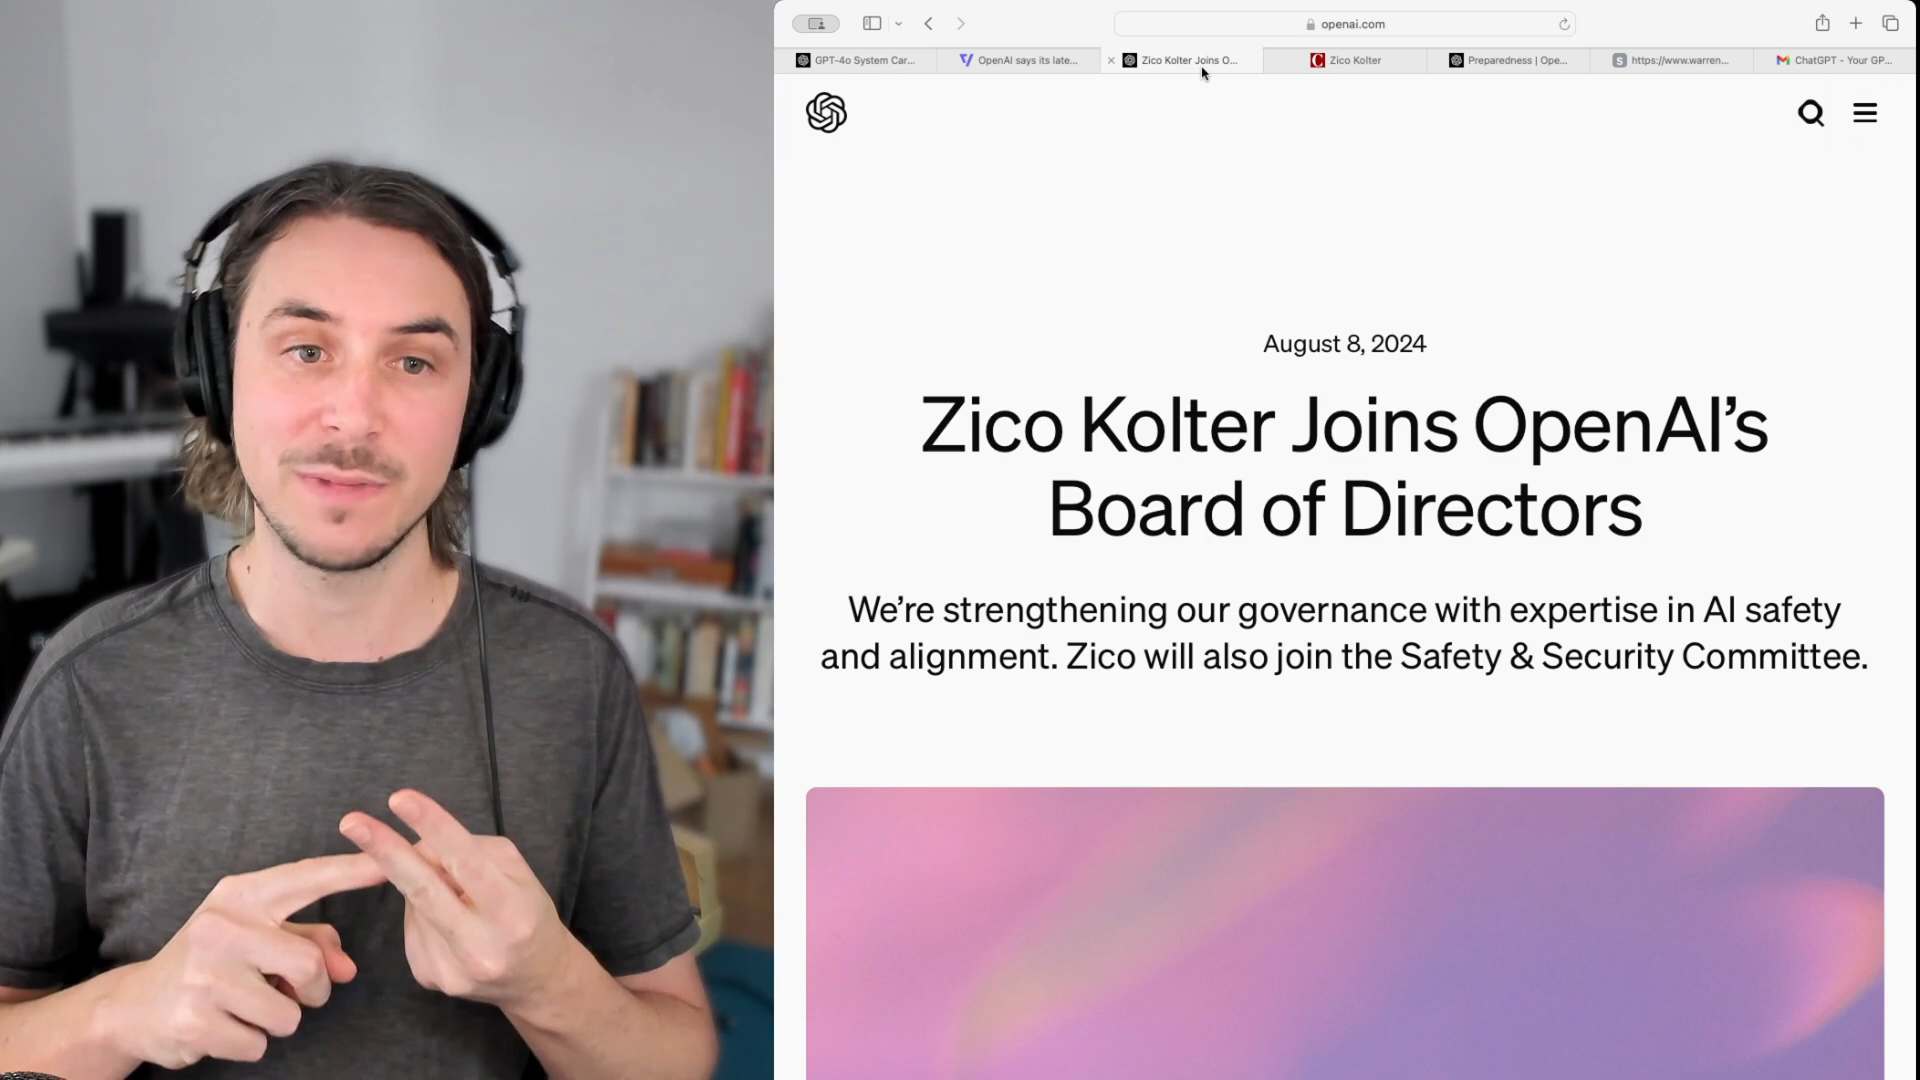 openai.com
GPT-4o System Car...
OpenAI says its late...
Zico Kolter Joins O...
Zico Kolter
Preparedness | Ope...
S
https://www.warren...
ChatGPT - Your GP...
August 8, 2024
Zico Kolter Joins OpenAI’s
Board of Directors
We’re strengthening our governance with expertise in AI safety
and alignment. Zico will also join the Safety & Security Committee.